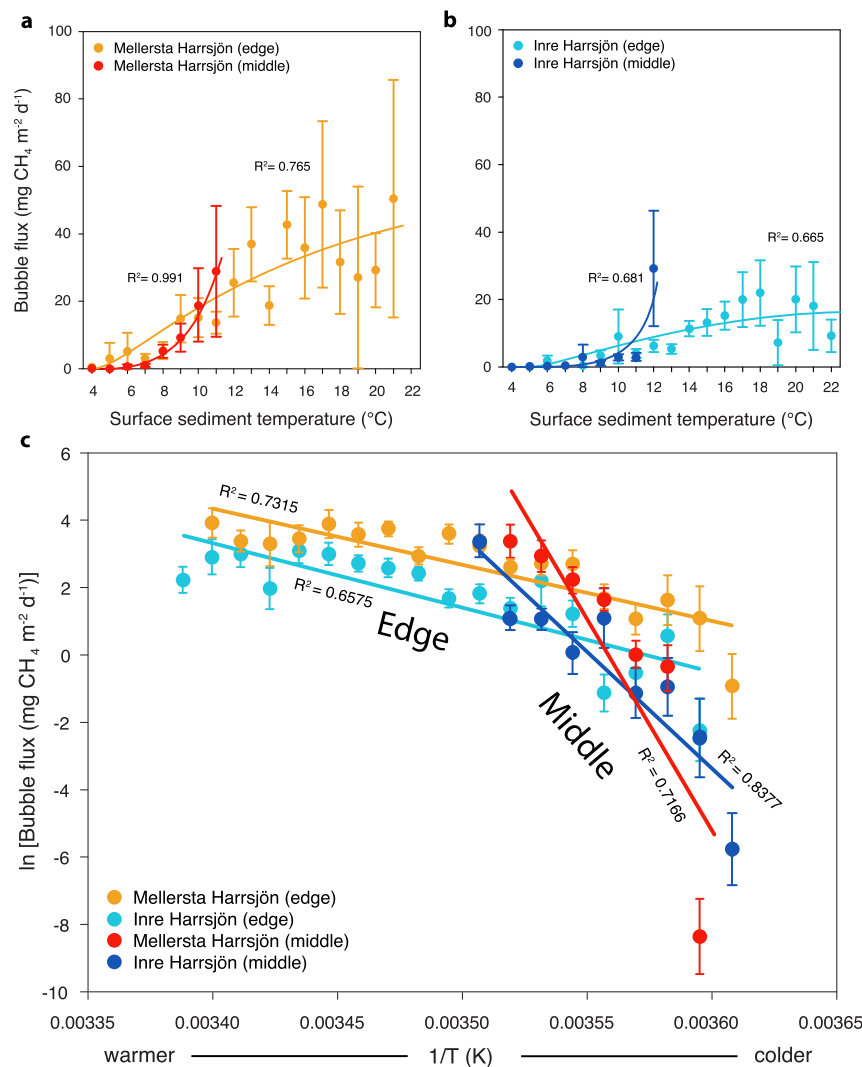 a
Mellersta Harrsjön (edge)
Mellersta Harrsjön (middle)
100
80
60
40
20
0
Bubble flux (mg CH4 m-2 d-1)
R2= 0.765
R2= 0.991
4 6 8 10 12 14 16 18 20 22
Surface sediment temperature (°C)
b
Inre Harrsjön (edge)
Inre Harrsjön (middle)
100
80
60
40
20
0
R2= 0.665
R2= 0.681
4 6 8 10 12 14 16 18 20 22
Surface sediment temperature (°C)
c
6
4
2
0
-2
-4
-6
-8
-10
ln [Bubble flux (mg CH4 m-2 d-1)]
R2= 0.7315
R2= 0.6575
Edge
Middle
R2= 0.7166
R2= 0.8377
Mellersta Harrsjön (edge)
Inre Harrsjön (edge)
Mellersta Harrsjön (middle)
Inre Harrsjön (middle)
0.00335 0.00340 0.00345 0.00350 0.00355 0.00360 0.00365
warmer 1/T (K) colder